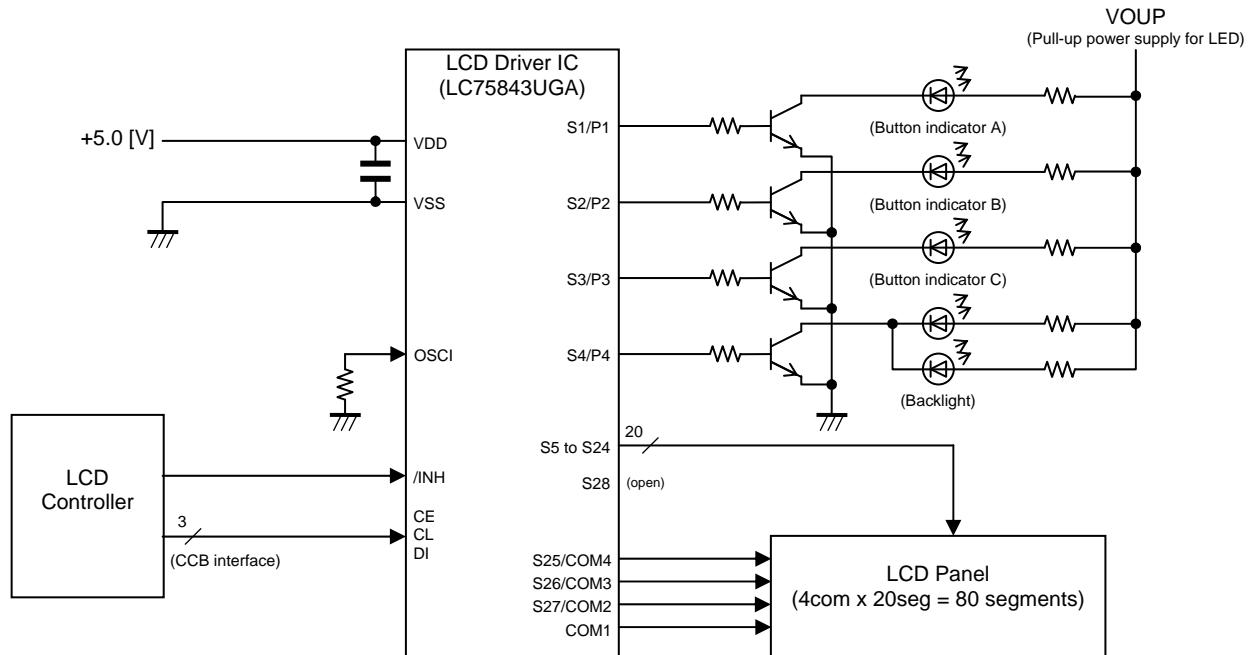 VOUP
(Pull-up power supply for LED)
LCD Driver IC
(LC75843UGA)
+5.0 [V]
VDD
VSS
S1/P1
(Button indicator A)
S2/P2
(Button indicator B)
S3/P3
(Button indicator C)
OSCI
S4/P4
(Backlight)
S5 to S24
20
S28
(open)
LCD
Controller
/INH
3
(CCB interface)
CE
CL
DI
S25/COM4
S26/COM3
S27/COM2
COM1
LCD Panel
(4com x 20seg = 80 segments)